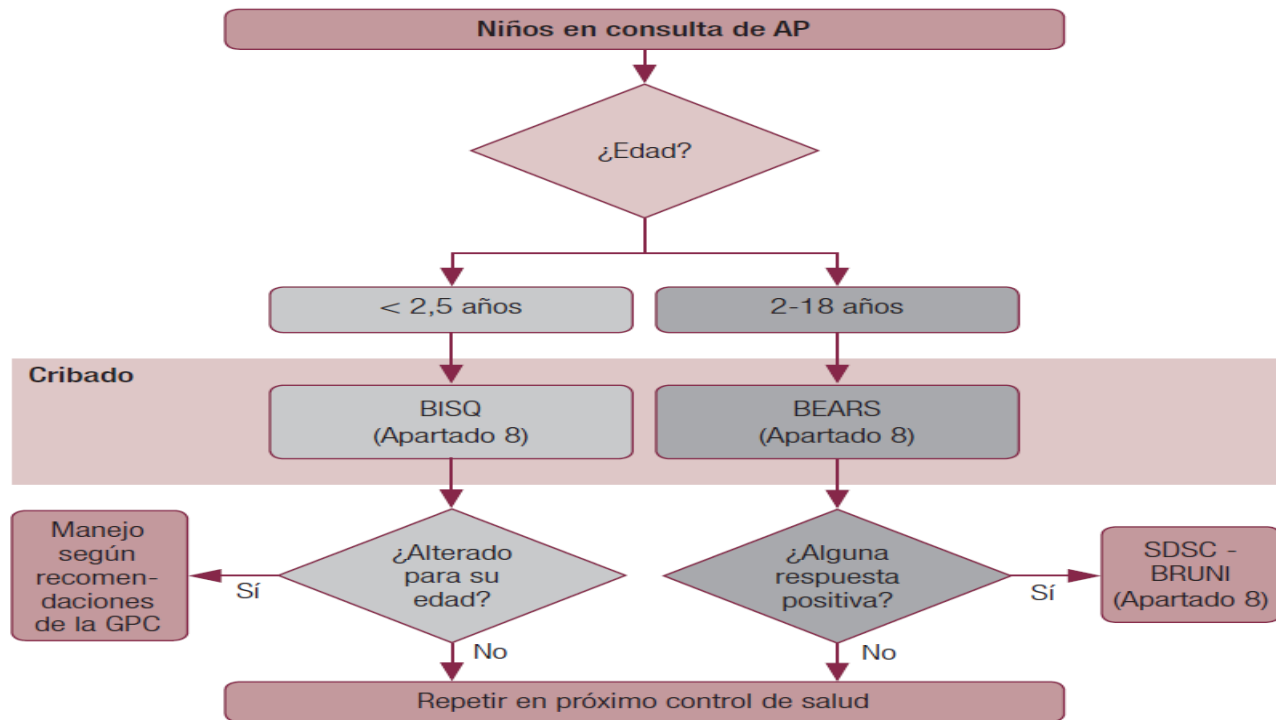 Niños en consulta de AP
¿Edad?
< 2,5 años
2-18 años
Cribado
BISQ
(Apartado 8)
BEARS
(Apartado 8)
Manejo
según
recomen-
daciones
de la GPC
Sí
¿Alterado
para su
edad?
¿Alguna
respuesta
positiva?
Sí
SDSC -
BRUNI
(Apartado 8)
No
No
Repetir en próximo control de salud